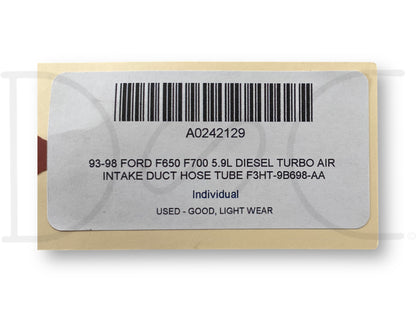 A0242129
93-98 FORD F650 F700 5.9L DIESEL TURBO AIR
INTAKE DUCT HOSE TUBE F3HT-9B698-AA
Individual
USED - GOOD, LIGHT WEAR